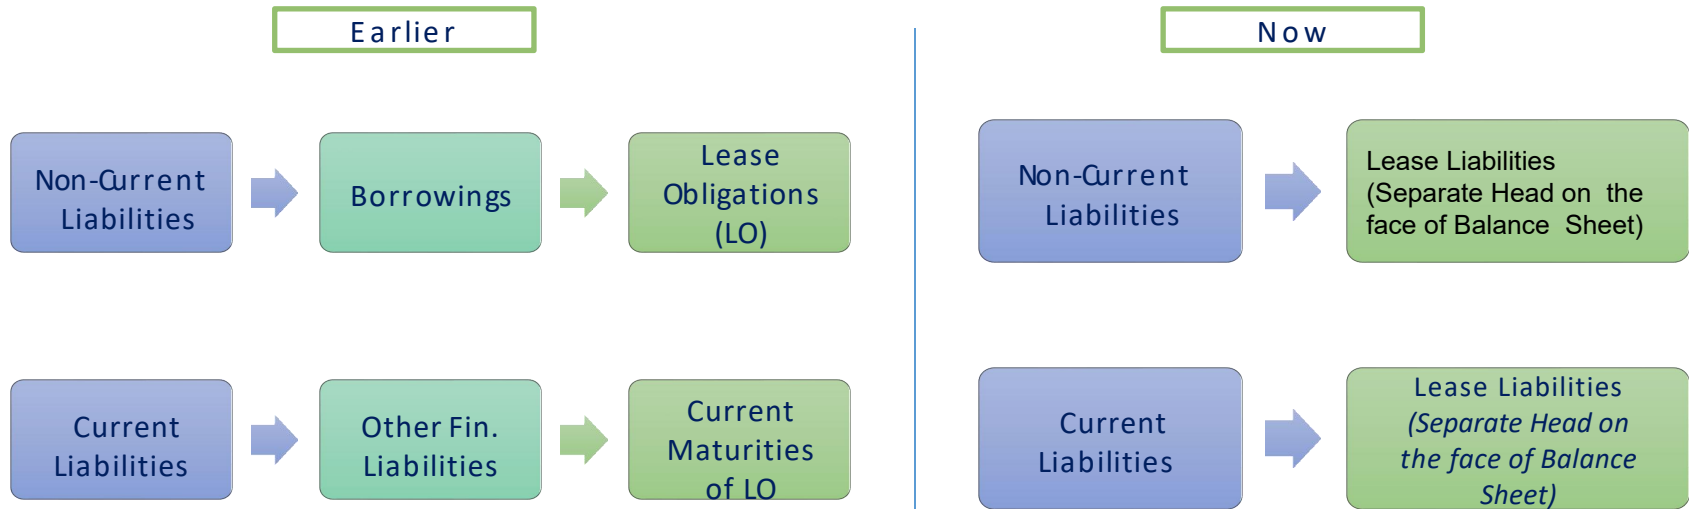 Earlier
Non-Current
Liabilities
Borrowings
Lease
Obligations
(LO)
Current
Liabilities
Other Fin.
Liabilities
Current
Maturities
of LO
Now
Non-Current
Liabilities
Lease Liabilities
(Separate Head on the
face of Balance Sheet)
Current
Liabilities
Lease Liabilities
(Separate Head on
the face of Balance
Sheet)